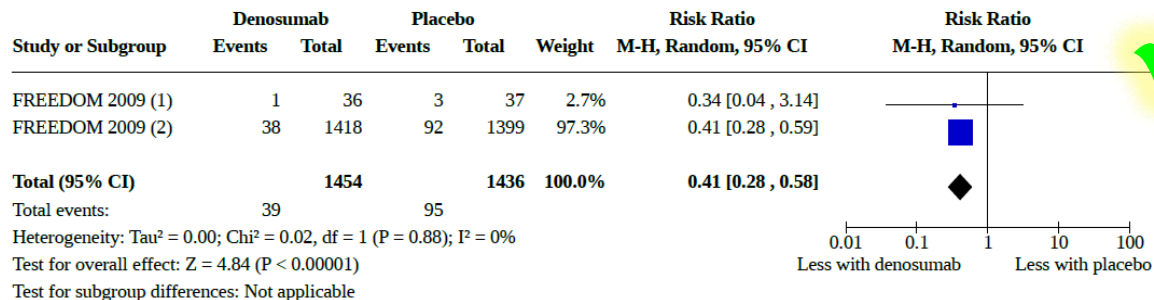 Denosumab Placebo Risk Ratio Risk Ratio
Study or Subgroup Events Total Events Total Weight M-H, Random, 95% CI M-H, Random, 95% CI
FREEDOM 2009 (1) 1 36 3 37 2.7% 0.34 [0.04 , 3.14]
FREEDOM 2009 (2) 38 1418 92 1399 97.3% 0.41 [0.28 , 0.59]
Total (95% CI) 1454 1436 100.0% 0.41 [0.28 , 0.58]
Total events: 39 95
Heterogeneity: Tau² = 0.00; Chi² = 0.02, df = 1 (P = 0.88); I² = 0%
0.01 0.1 1 10 100
Test for overall effect: Z = 4.84 (P < 0.00001) Less with denosumab Less with placebo
Test for subgroup differences: Not applicable